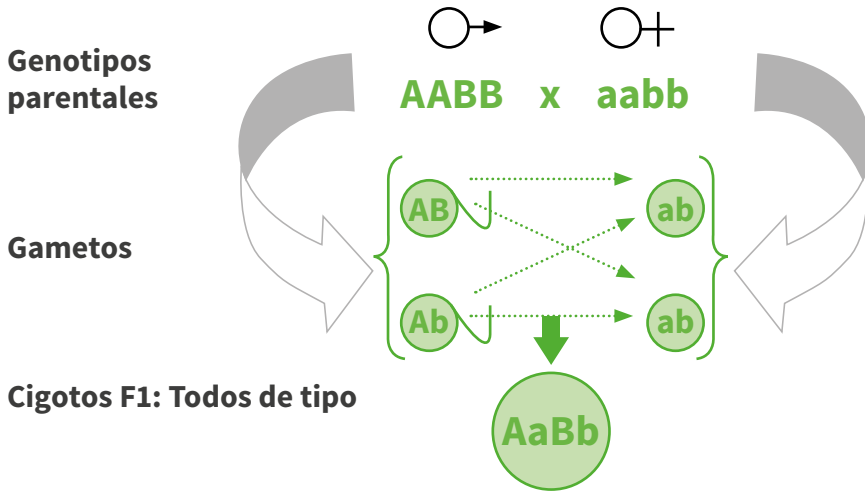 Genotipos
parentales
AABB x aabb
Gametos
AB
ab
Ab
ab
Cigotos F1: Todos de tipo
AaBb